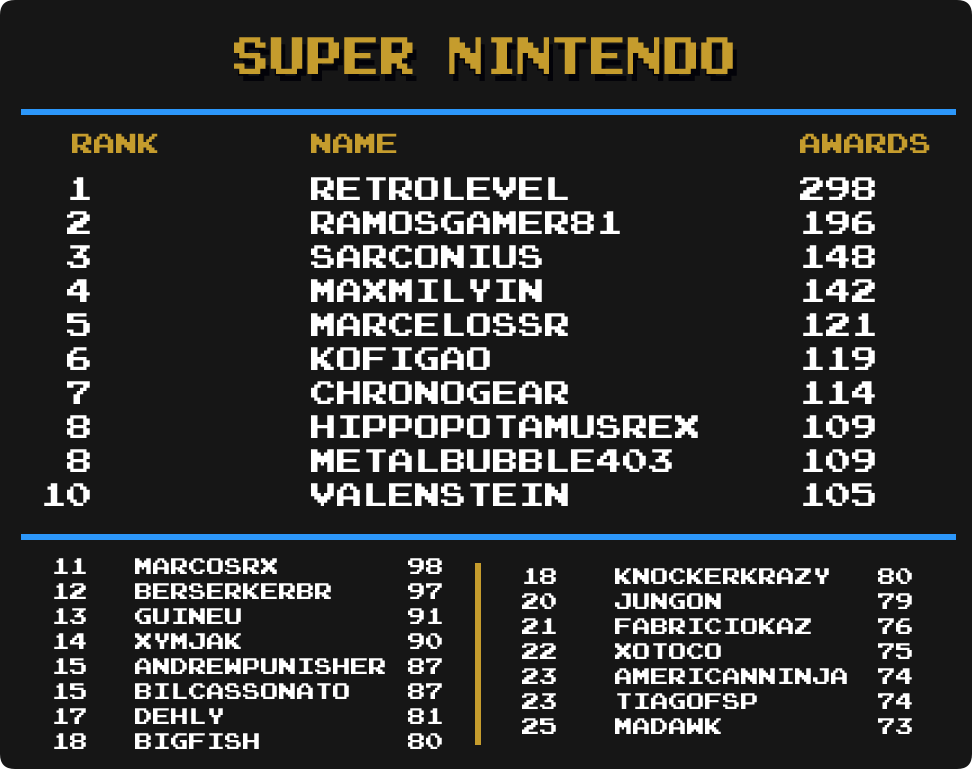 SUPER NINTENDO
RANK NAME AWARDS
1 RETROLEVEL 298
2 RAMOSGAMER81 196
3 SARCONIUS 148
4 MAXMILYIN 142
5 MARCELOSSR 121
6 KOFIGAO 119
7 CHRONOGEAR 114
8 HIPPOPOTAMUSREX 109
8 METALBUBBLE403 109
10 VALENSTEIN 105
11 MARCOSRX 98
12 BERSERKERBR 97
13 GUINEU 91
14 XYMJAK 90
15 ANDREWPUNISHER 87
15 BILCASSONATO 87
17 DEHLY 81
18 BIGFISH 80
18 KNOCKERKRAZY 80
20 JUNGON 79
21 FABRICIOKAZ 76
22 XOTOCO 75
23 AMERICANNINJA 74
23 TIAGOFSP 74
25 MADAWK 73